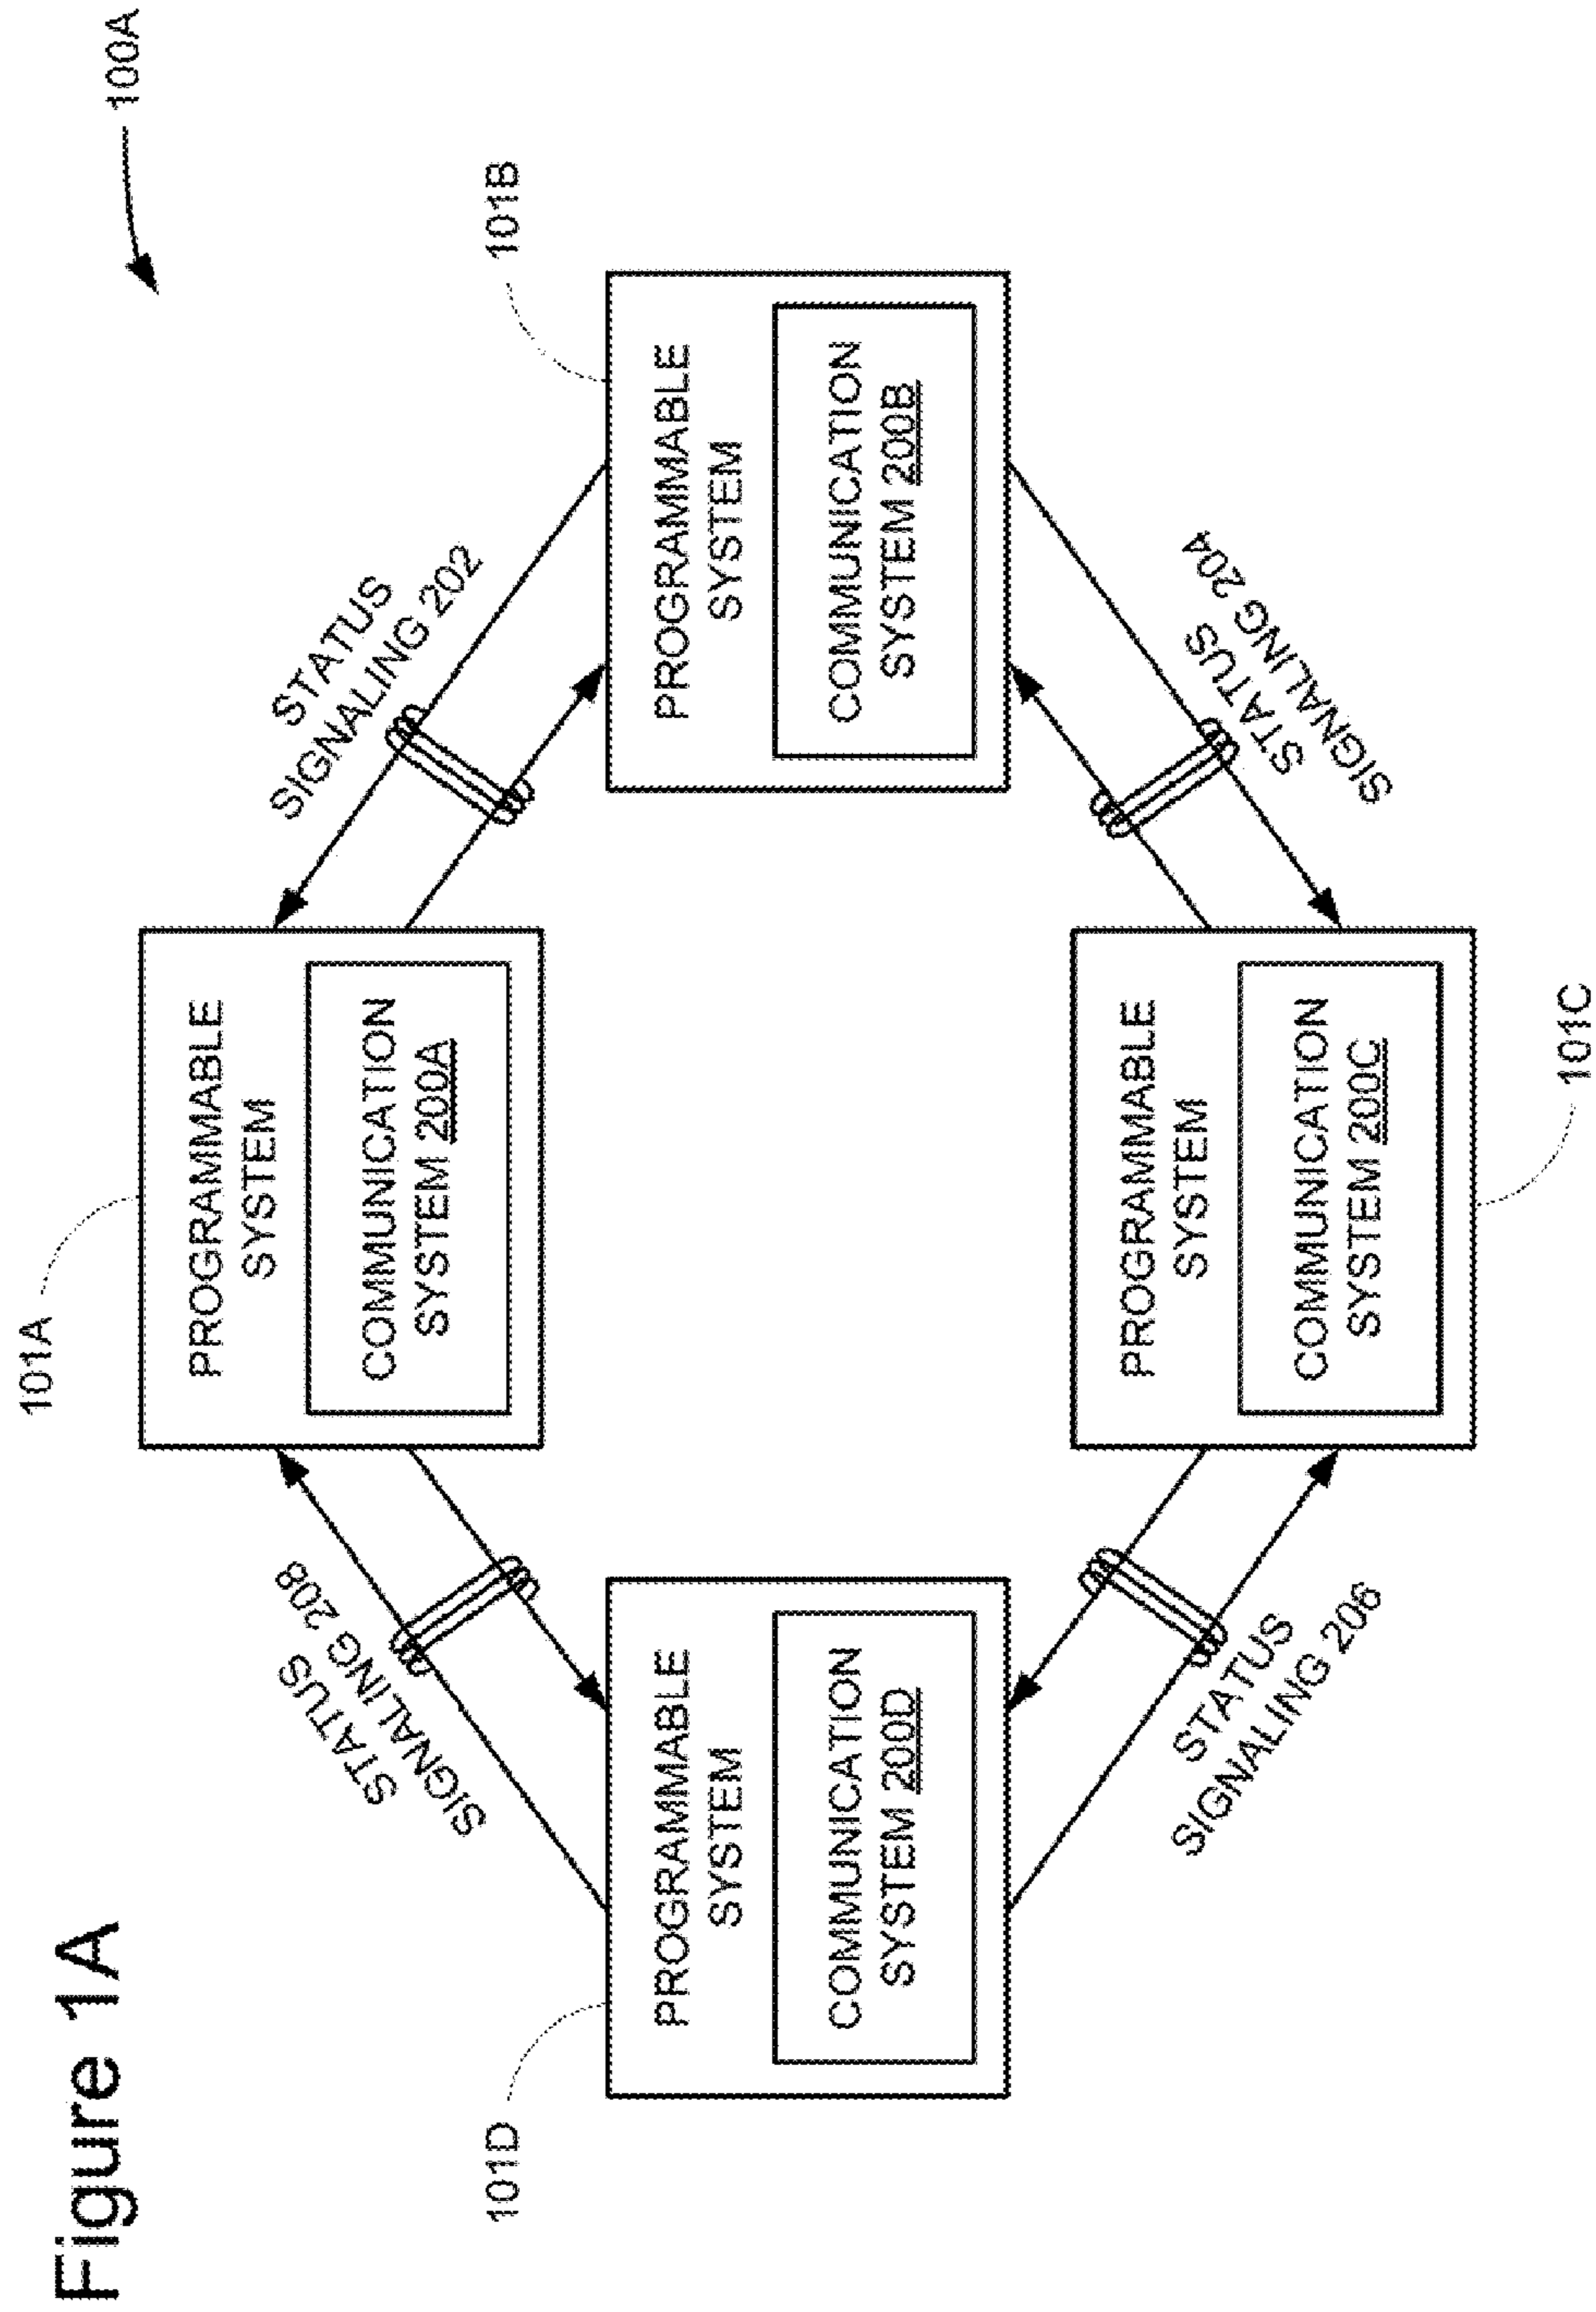 Figure 1A
100A
101A
PROGRAMMABLE
SYSTEM
COMMUNICATION
SYSTEM 200A
STATUS
SIGNALING 208
STATUS
SIGNALING 202
101D
PROGRAMMABLE
SYSTEM
COMMUNICATION
SYSTEM 200D
101B
PROGRAMMABLE
SYSTEM
COMMUNICATION
SYSTEM 200B
STATUS
SIGNALING 206
STATUS
SIGNALING 204
PROGRAMMABLE
SYSTEM
COMMUNICATION
SYSTEM 200C
101C